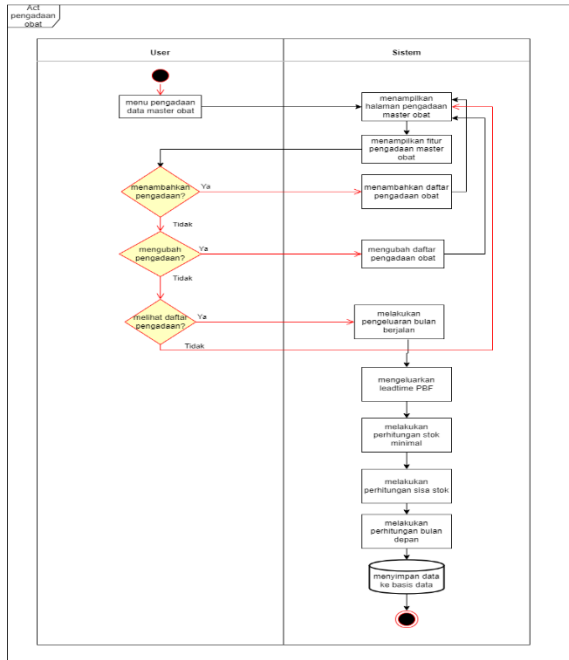 Act
pengadaan
obat
User
Sistem
menu pengadaan
data master obat
menampilkan
halaman pengadaan
master obat
menampilkan fitur
pengadaan master
obat
menambahkan
pengadaan?
Ya
menambahkan daftar
pengadaan obat
Tidak
mengubah
pengadaan?
Ya
mengubah daftar
pengadaan obat
Tidak
melihat daftar
pengadaan?
Ya
melakukan
pengeluaran bulan
berjalan
Tidak
mengeluarkan
leadtime PBF
melakukan
perhitungan stok
minimal
melakukan
perhitungan sisa stok
melakukan
perhitungan bulan
depan
menyimpan data
ke basis data